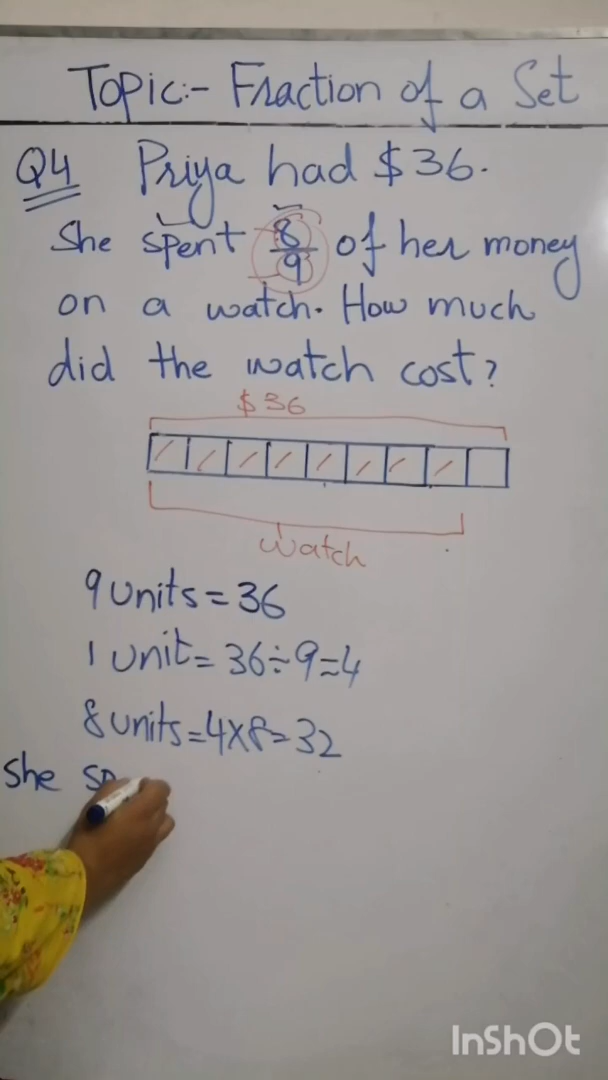 Topic:- Fraction of a Set
Q4 Priya had $36.
She spent 8/9 of her money
on a watch. How much
did the watch cost?
$36
watch
9 units = 36
1 unit = 36÷9=4
8 units = 4×8=32
She sp
InShOt